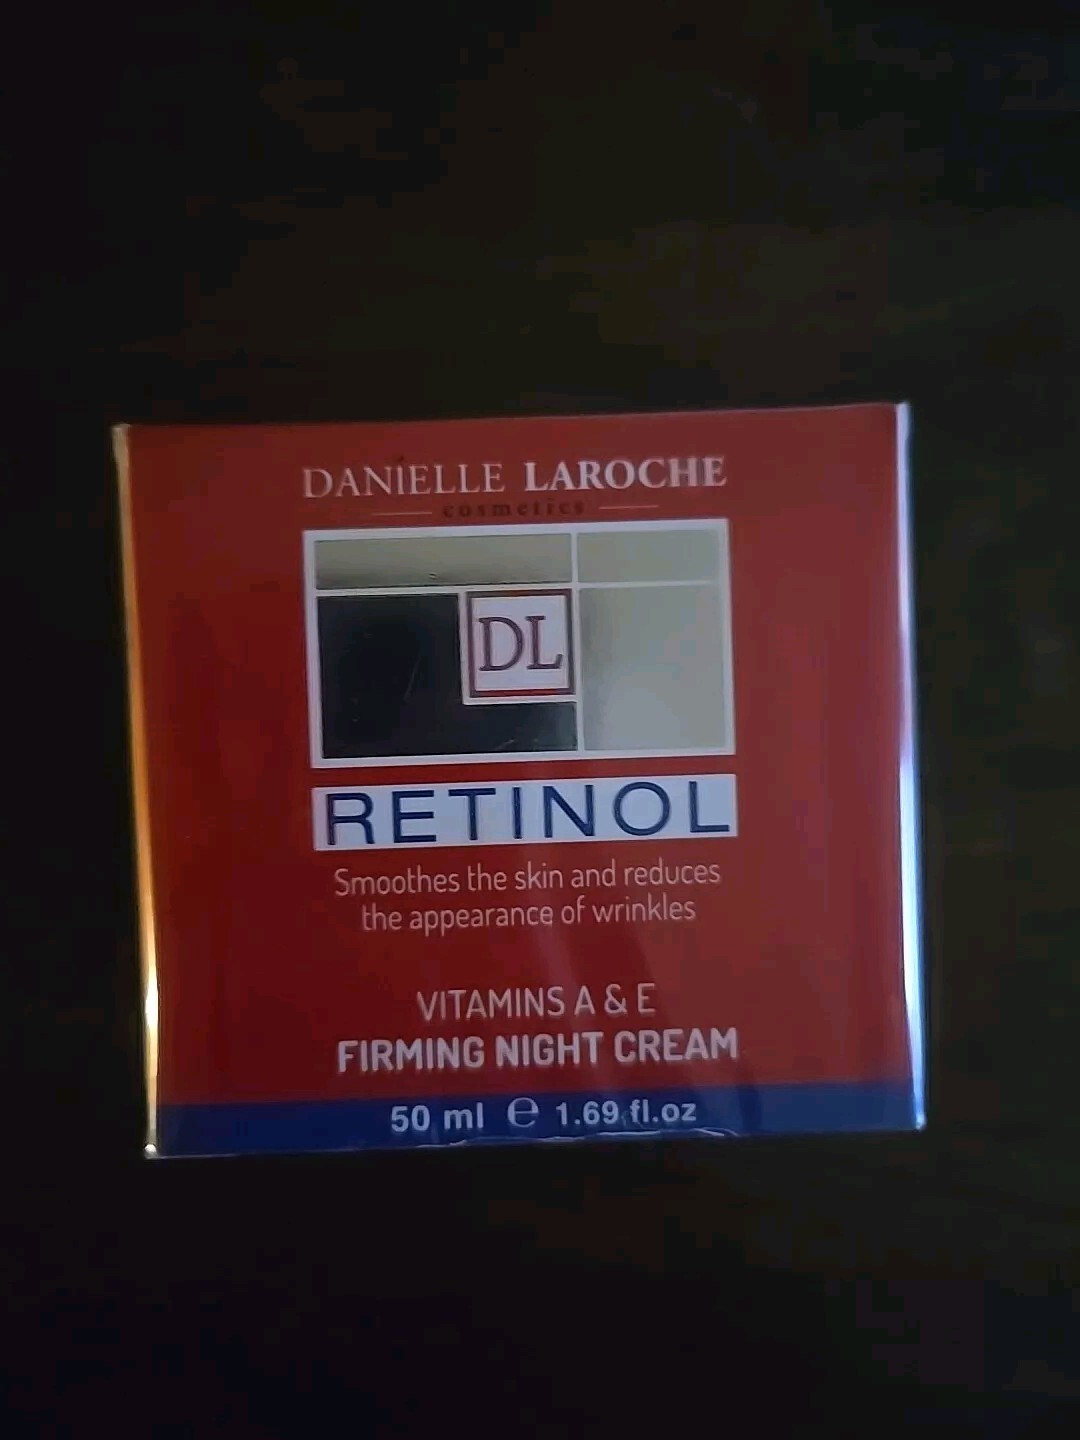 DANIELLE LAROCHE
cosmetics
DL
RETINOL
Smoothes the skin and reduces
the appearance of wrinkles
VITAMINS A & E
FIRMING NIGHT CREAM
50 ml ℮ 1.69 fl.oz